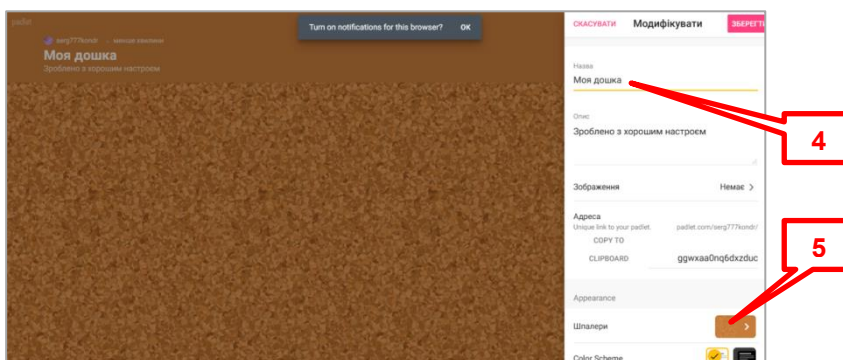 padlet
serg777kondr
Моя дошка
Зроблено з хорошим настроєм
Turn on notifications for this browser? OK
СКАСУВАТИ Модифікувати ЗБЕРЕГТИ
Назва
Моя дошка
Опис
Зроблено з хорошим настроєм
Зображення Немає
Адреса
Unique link to your padlet. padlet.com/serg777kondr/
COPY TO
CLIPBOARD ggwxaa0nq6dxzduc
Appearance
Шпалери
Color Scheme
4
5